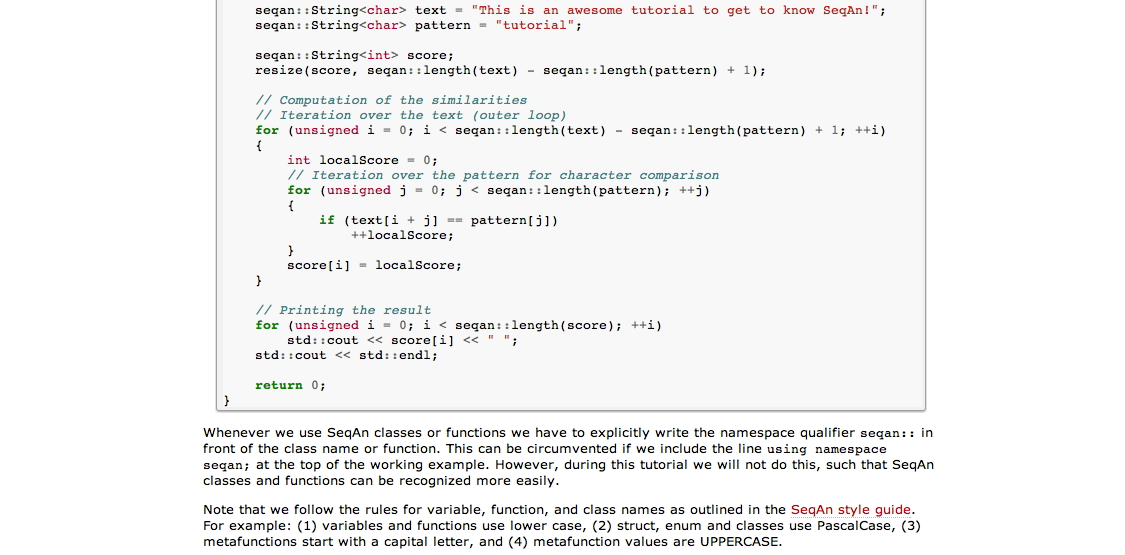 seqan::String<char> text = "This is an awesome tutorial to get to know SeqAn!";
seqan::String<char> pattern = "tutorial";
seqan::String<int> score;
resize(score, seqan::length(text) - seqan::length(pattern) + 1);
// Computation of the similarities
// Iteration over the text (outer loop)
for (unsigned i = 0; i < seqan::length(text) - seqan::length(pattern) + 1; ++i)
{
int localScore = 0;
// Iteration over the pattern for character comparison
for (unsigned j = 0; j < seqan::length(pattern); ++j)
{
if (text[i + j] == pattern[j])
++localScore;
}
score[i] = localScore;
}
// Printing the result
for (unsigned i = 0; i < seqan::length(score); ++i)
std::cout << score[i] << " ";
std::cout << std::endl;
return 0;
}
Whenever we use SeqAn classes or functions we have to explicitly write the namespace qualifier seqan:: in
front of the class name or function. This can be circumvented if we include the line using namespace
seqan; at the top of the working example. However, during this tutorial we will not do this, such that SeqAn
classes and functions can be recognized more easily.
Note that we follow the rules for variable, function, and class names as outlined in the SeqAn style guide.
For example: (1) variables and functions use lower case, (2) struct, enum and classes use PascalCase, (3)
metafunctions start with a capital letter, and (4) metafunction values are UPPERCASE.